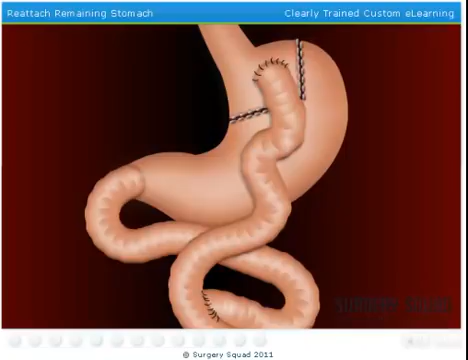 Reattach Remaining Stomach
Clearly Trained Custom eLearning
SURGERY SQUAD
© Surgery Squad 2011